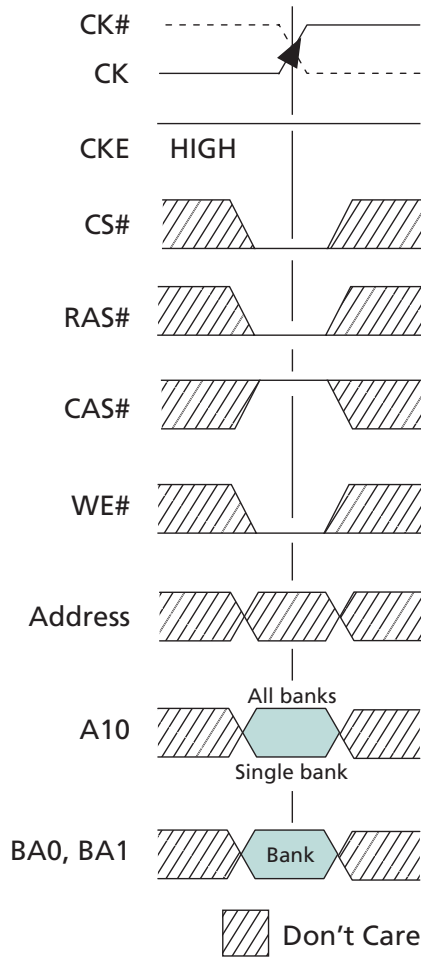 CK#
CK
CKE HIGH
CS#
RAS#
CAS#
WE#
Address
All banks
A10
Single bank
BA0, BA1 Bank
Don't Care